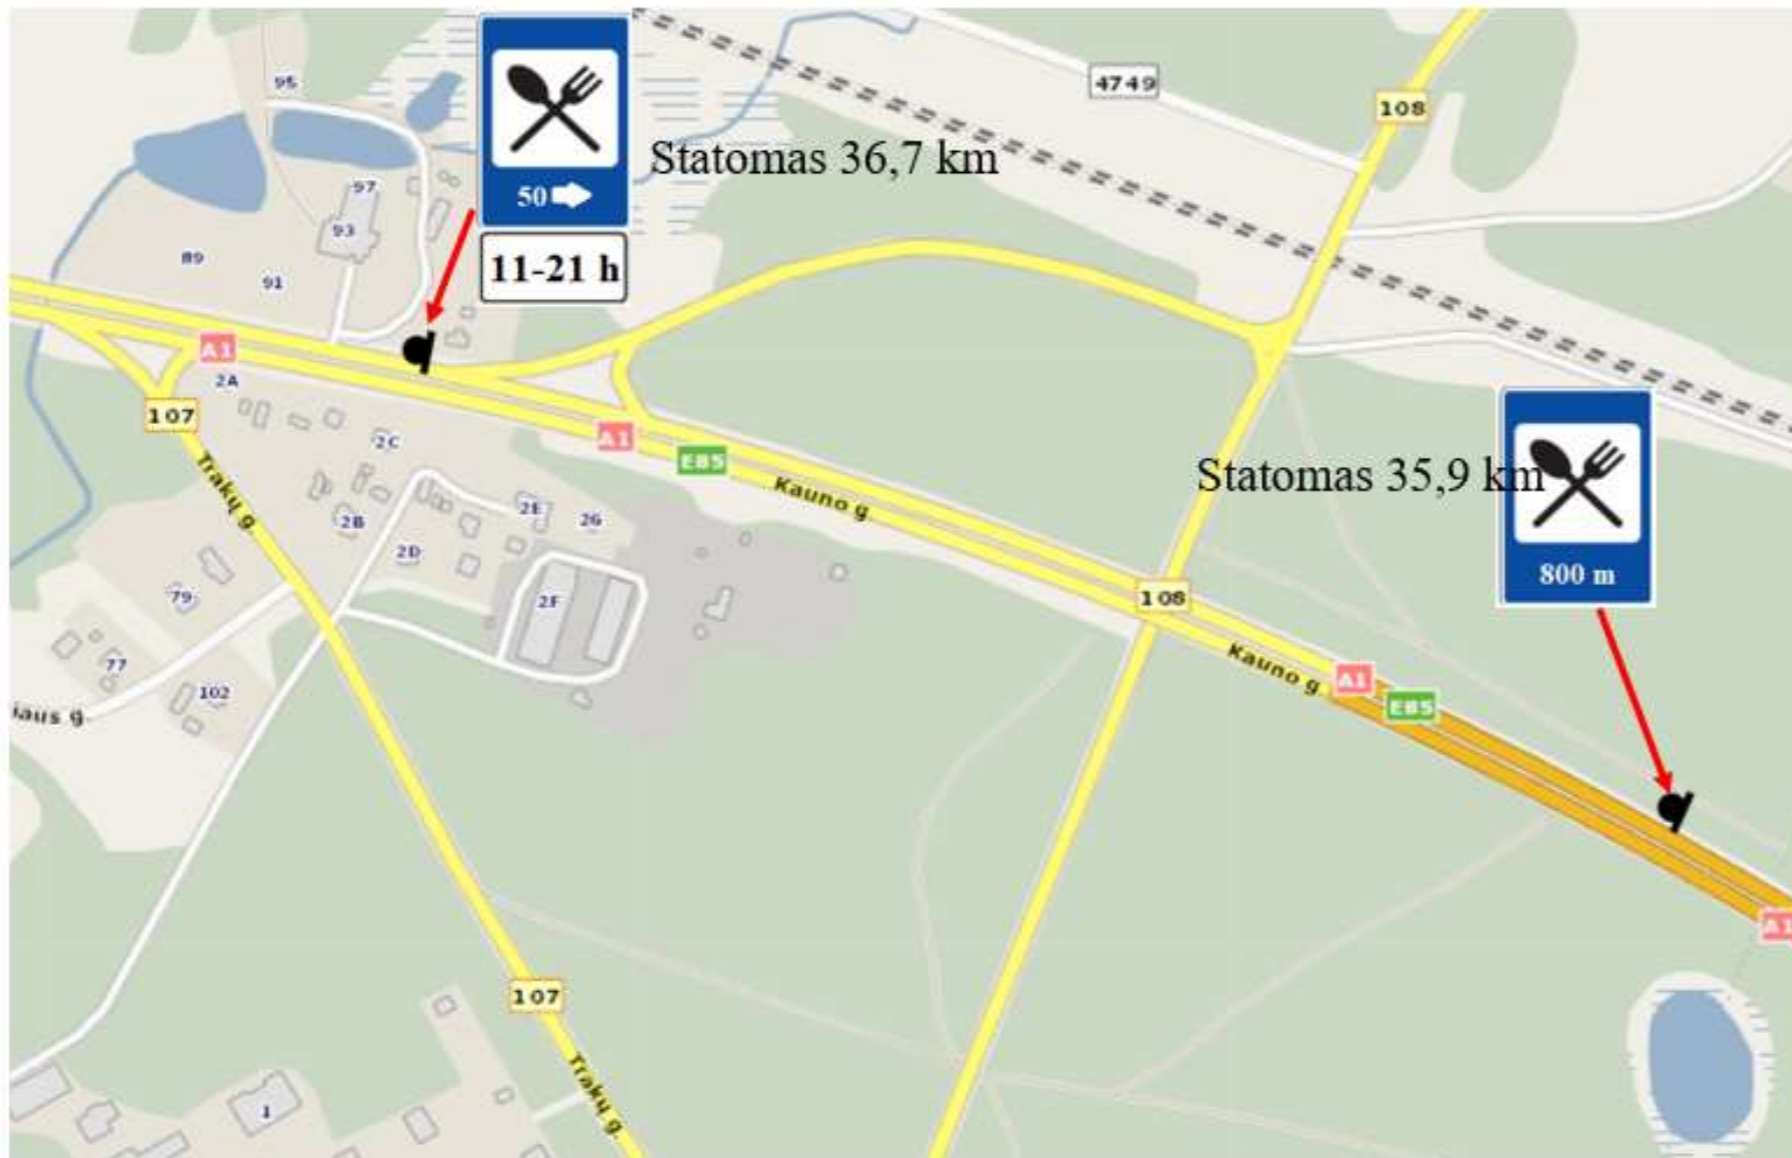 95
4749
108
97
Statomas 36,7 km
50
93
89
91
11-21 h
A1
2A
107
2C
A1
E85
Statomas 35,9 km
Kauno g.
Trakų g.
2B
2E
2G
2D
800 m
79
2F
108
77
102
Kauno g.
A1
E85
iaus g.
A1
107
Trakų g.
1